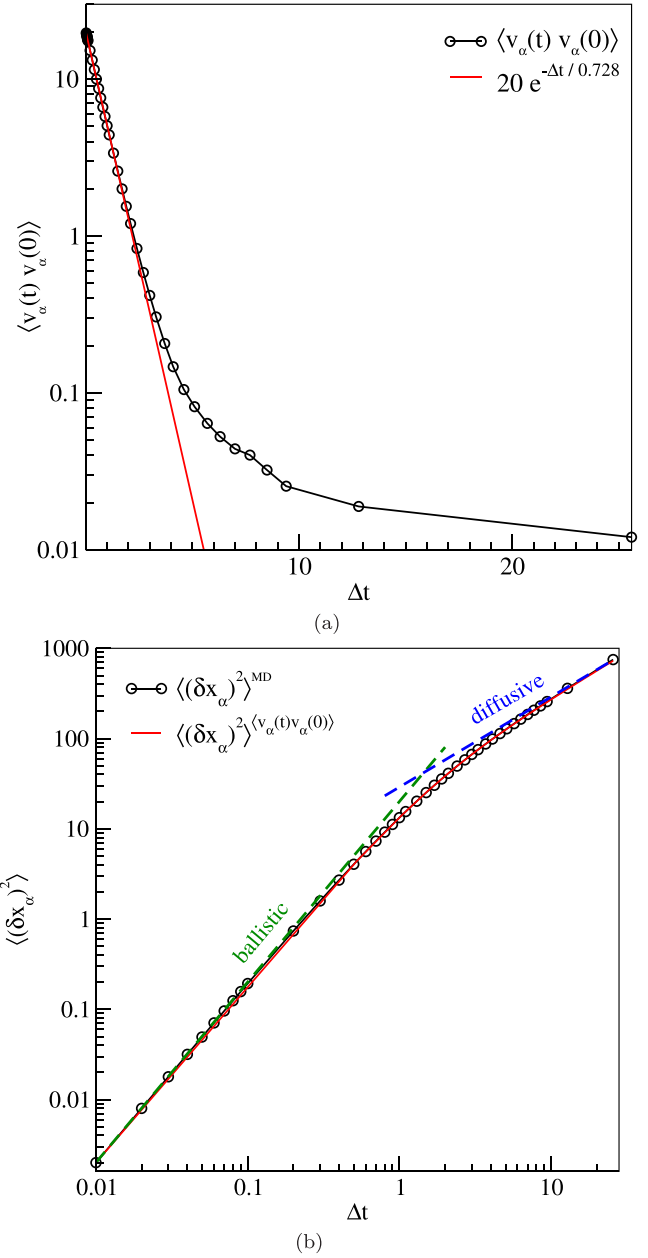 ⟨v_α(t) v_α(0)⟩
20 e^{-Δt / 0.728}
⟨v_α(t) v_α(0)⟩
10
1
0.1
0.01
10
20
Δt
(a)
⟨(δx_α)^2⟩^{MD}
⟨(δx_α)^2⟩^{⟨v_α(t)v_α(0)⟩}
diffusive
ballistic
⟨(δx_α)^2⟩
1000
100
10
1
0.1
0.01
0.01
0.1
1
10
Δt
(b)